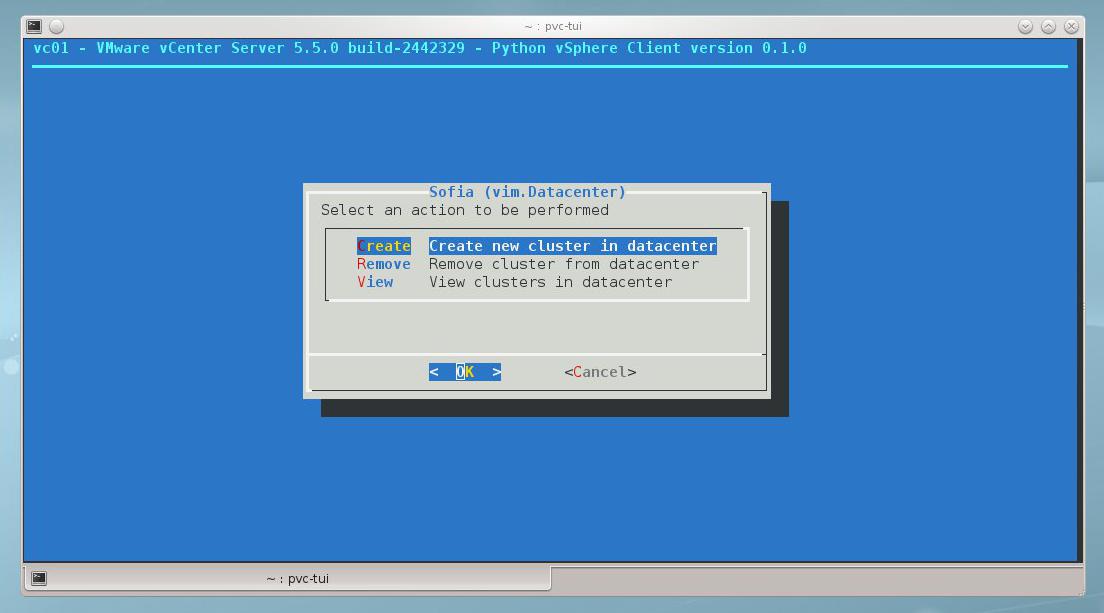 ~ : pvc-tui
vc01 - VMware vCenter Server 5.5.0 build-2442329 - Python vSphere Client version 0.1.0
Sofia (vim.Datacenter)
Select an action to be performed
Create Create new cluster in datacenter
Remove Remove cluster from datacenter
View View clusters in datacenter
< OK > <Cancel>
~ : pvc-tui